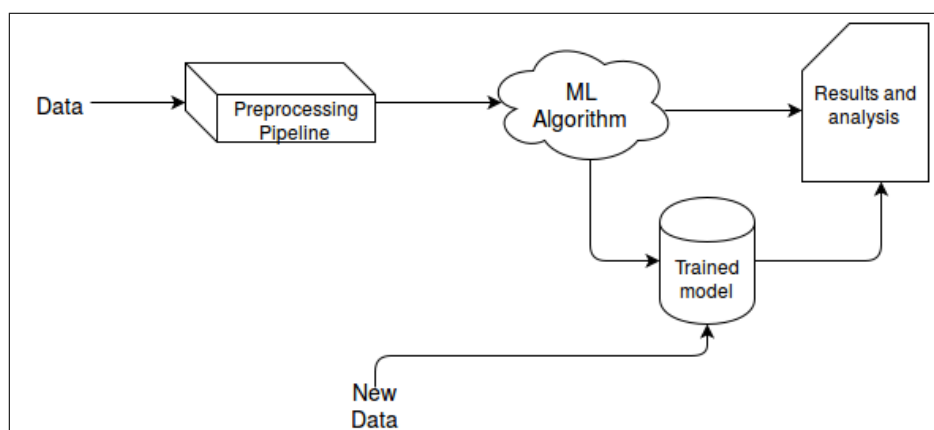 Data
Preprocessing
Pipeline
ML
Algorithm
Results and
analysis
Trained
model
New
Data